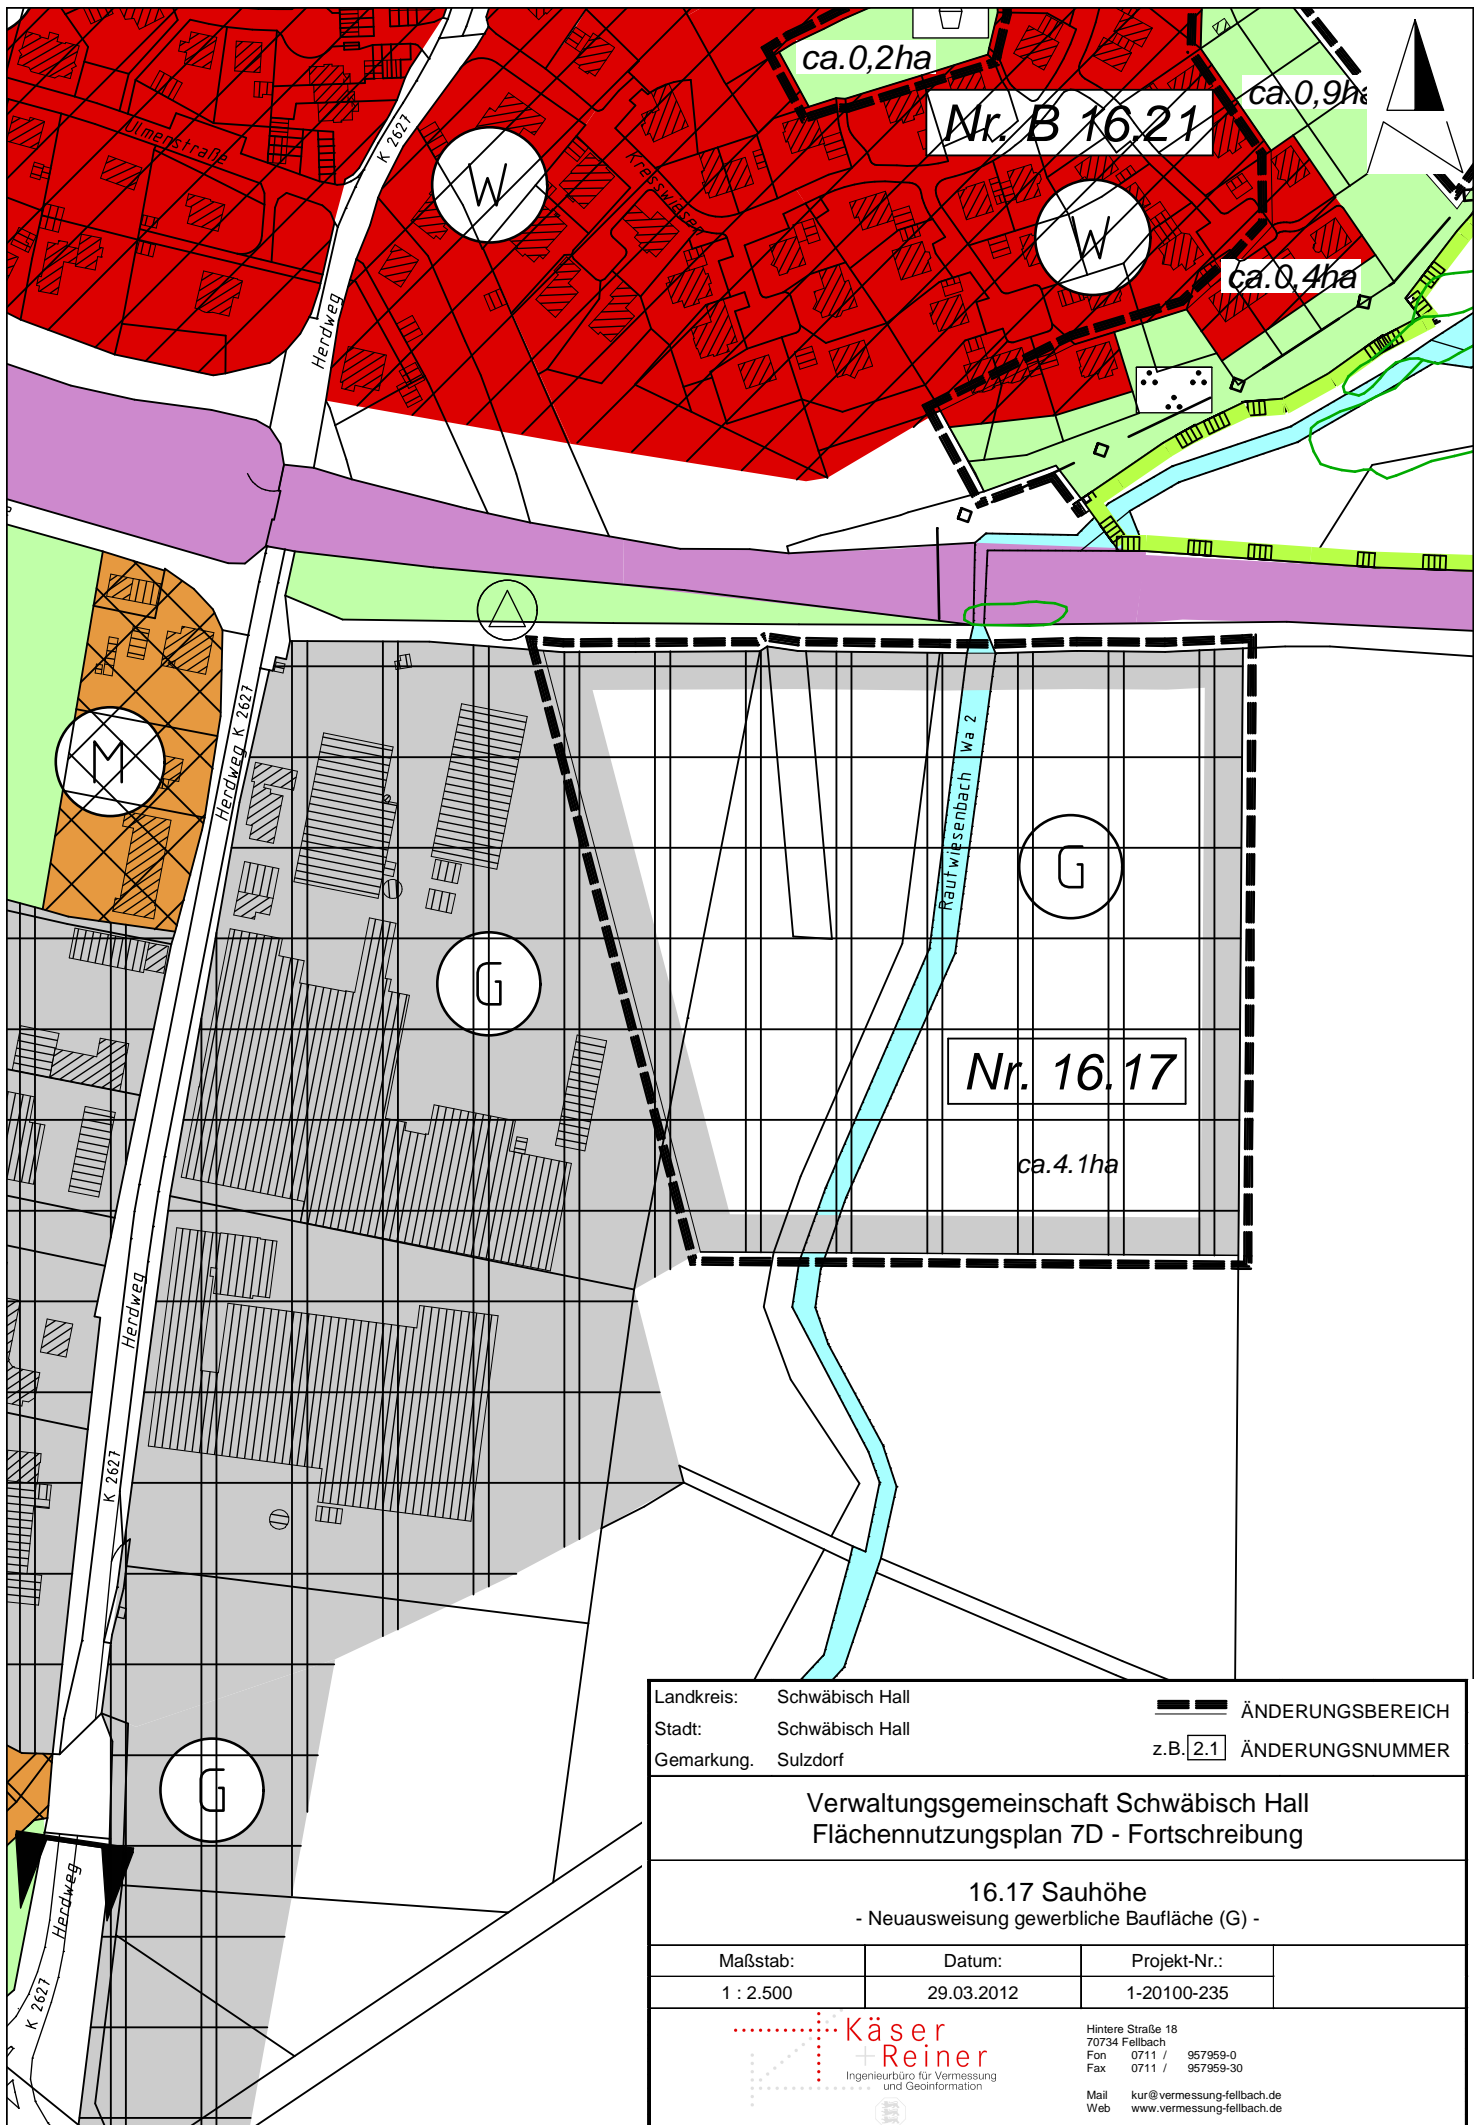 ca.0,2ha
Nr. B 16.21
ca.0,9ha
ca.0,4ha
Ulmenstraße
K 2627
W
Kreisswiesen
W
Herdweg
M
Herdweg K 2627
G
Raufwiesenbach Wa 2
G
Nr. 16.17
ca.4.1ha
Herdweg
K 2627
G
Herdweg
K 2627
Landkreis: Schwäbisch Hall
Stadt: Schwäbisch Hall
Gemarkung. Sulzdorf
ÄNDERUNGSBEREICH
z.B. 2.1 ÄNDERUNGSNUMMER
Verwaltungsgemeinschaft Schwäbisch Hall
Flächennutzungsplan 7D - Fortschreibung
16.17 Sauhöhe
- Neuausweisung gewerbliche Baufläche (G) -
Maßstab: Datum: Projekt-Nr.:
1 : 2.500 29.03.2012 1-20100-235
Käser
+ Reiner
Ingenieurbüro für Vermessung
und Geoinformation
Hintere Straße 18
70734 Fellbach
Fon 0711 / 957959-0
Fax 0711 / 957959-30
Mail kur@vermessung-fellbach.de
Web www.vermessung-fellbach.de